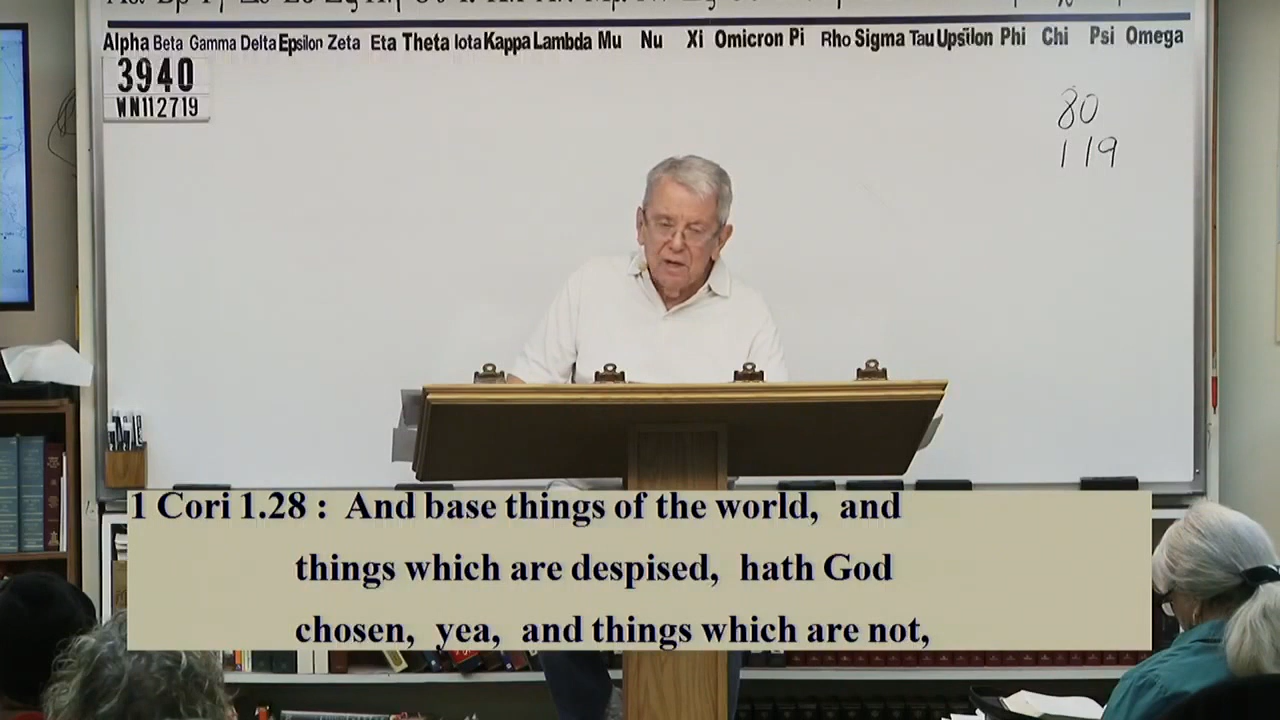 Alpha Beta Gamma Delta Epsilon Zeta Eta Theta Iota Kappa Lambda Mu Nu Xi Omicron Pi Rho Sigma Tau Upsilon Phi Chi Psi Omega
3940
WN112719
80
119
1 Cori 1.28 : And base things of the world, and
things which are despised, hath God
chosen, yea, and things which are not,